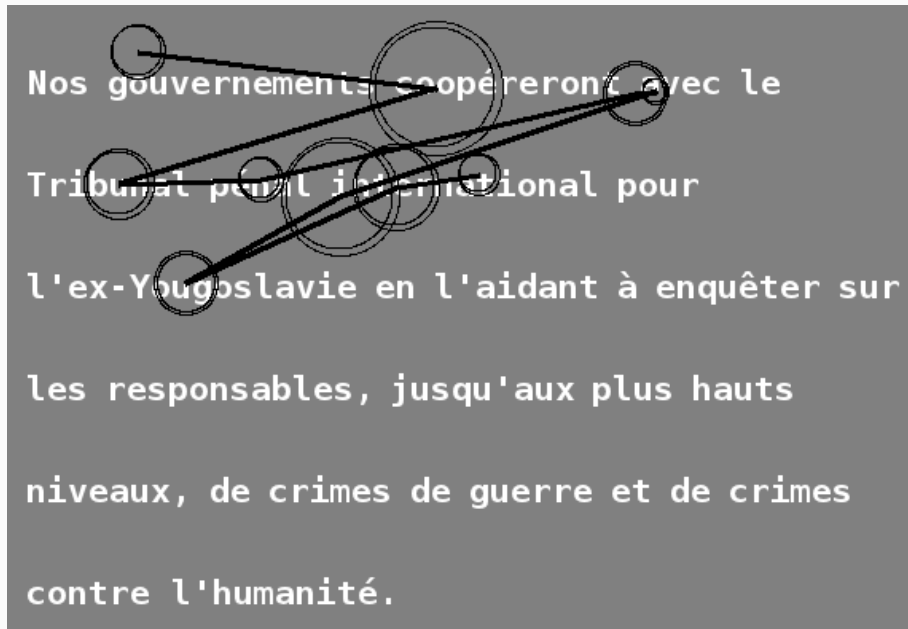 Nos gouvernements coopéreront avec le
Tribunal pénal international pour
l'ex-Yougoslavie en l'aidant à enquêter sur
les responsables, jusqu'aux plus hauts
niveaux, de crimes de guerre et de crimes
contre l'humanité.